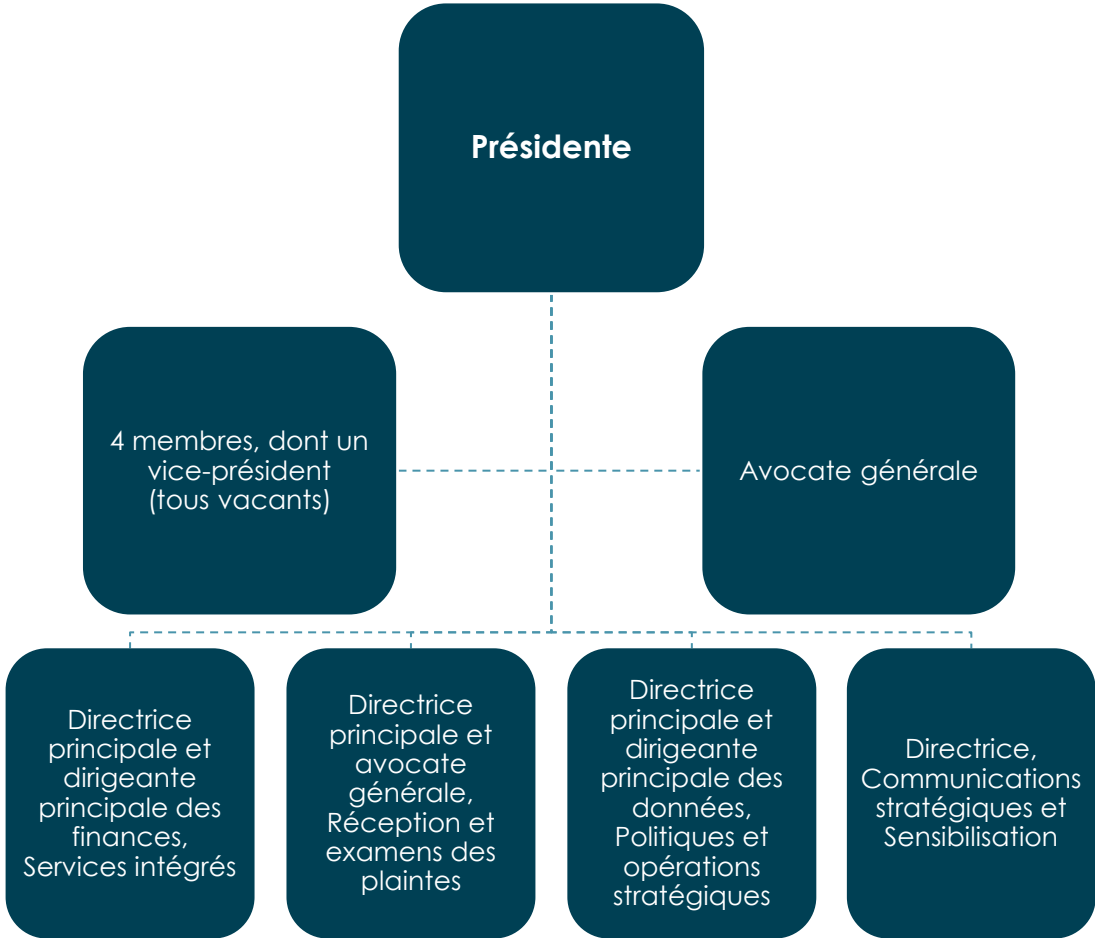 Présidente
4 membres, dont un
vice-président
(tous vacants)
Avocate générale
Directrice
principale et
dirigeante
principale des
finances,
Services intégrés
Directrice
principale et
avocate
générale,
Réception et
examens des
plaintes
Directrice
principale et
dirigeante
principale des
données,
Politiques et
opérations
stratégiques
Directrice,
Communications
stratégiques et
Sensibilisation